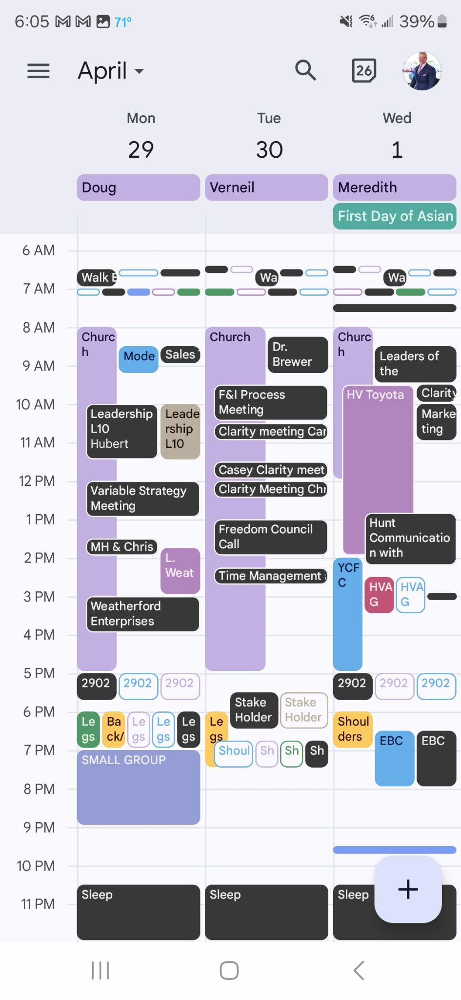 6:05 71° 39%
April 26
Mon Tue Wed
29 30 1
Doug Verneil Meredith
First Day of Asian
6 AM
Walk Wa Wa
7 AM
8 AM
Churc
h
Mode
Sales
Church
Dr.
Brewer
Churc
h
Leaders of
the
9 AM
F&I Process
Meeting
HV Toyota
Clarity
10 AM
Leadership
L10
Hubert
Leade
rship
L10
Clarity meeting Car
Marke
ting
11 AM
Casey Clarity meet
12 PM
Variable Strategy
Meeting
Clarity Meeting Chr
1 PM
MH & Chris
Freedom Council
Call
Hunt
Communicatio
n with
2 PM
L.
Weat
Time Management
YCF
C
HVA
G
HVA
G
3 PM
Weatherford
Enterprises
4 PM
5 PM
2902 2902 2902
2902 2902 2902
Stake
Holder
Stake
Holder
6 PM
Le
gs
Ba
ck/
Le
gs
Le
gs
Le
gs
Le
gs
Shoul
ders
EBC EBC
7 PM
Shoul Sh Sh Sh
SMALL GROUP
8 PM
9 PM
10 PM
Sleep Sleep Sleep
11 PM